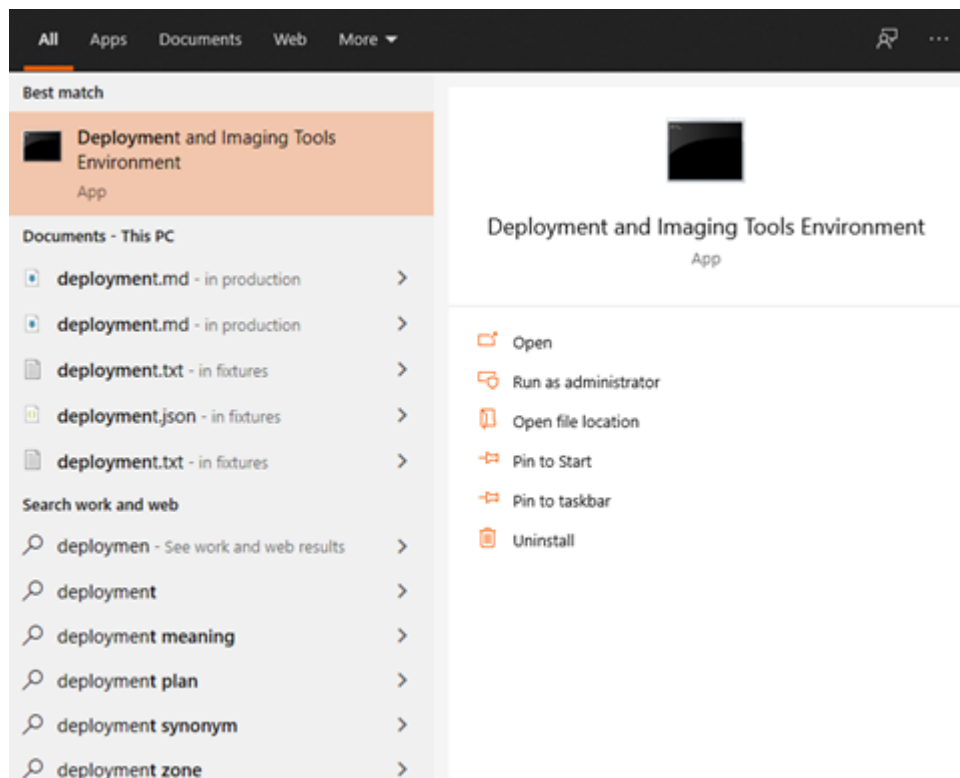 All Apps Documents Web More
Best match
Deployment and Imaging Tools
Environment
App
Documents - This PC
deployment.md - in production
deployment.md - in production
deployment.txt - in fixtures
deployment.json - in fixtures
deployment.txt - in fixtures
Search work and web
deploymen - See work and web results
deployment
deployment meaning
deployment plan
deployment synonym
deployment zone
Deployment and Imaging Tools Environment
App
Open
Run as administrator
Open file location
Pin to Start
Pin to taskbar
Uninstall